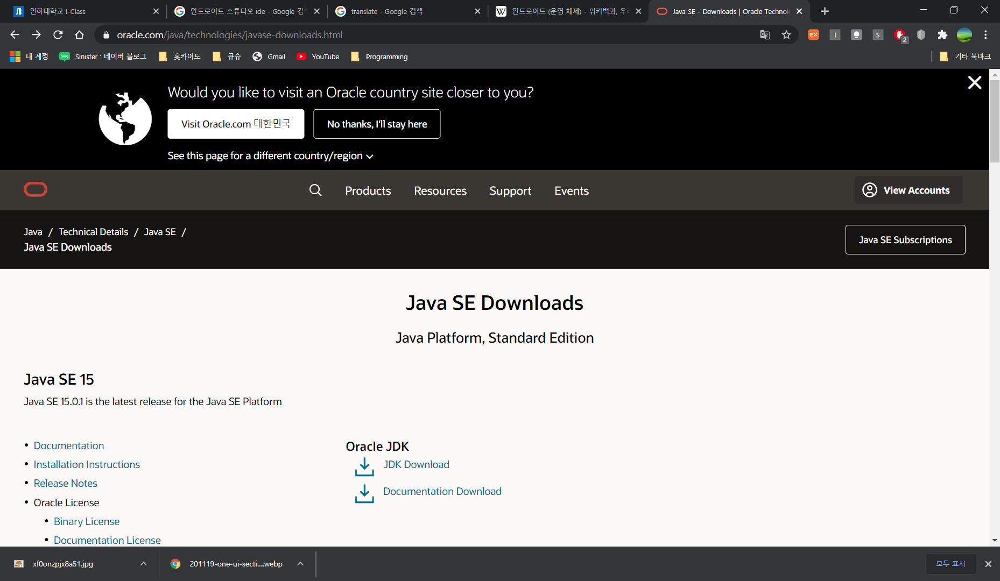 인하대학교 I-Class
안드로이드 스튜디오 ide - Google 검색
translate - Google 검색
안드로이드 (운영 체제) - 위키백과, 우리
Java SE - Downloads | Oracle Technol
oracle.com/java/technologies/javase-downloads.html
EX
I
S
2
내 계정
blog
Sinister : 네이버 블로그
홋카이도
큐슈
Gmail
YouTube
Programming
기타 북마크
Would you like to visit an Oracle country site closer to you?
Visit Oracle.com 대한민국
No thanks, I'll stay here
See this page for a different country/region
Products
Resources
Support
Events
View Accounts
Java / Technical Details / Java SE /
Java SE Downloads
Java SE Subscriptions
Java SE Downloads
Java Platform, Standard Edition
Java SE 15
Java SE 15.0.1 is the latest release for the Java SE Platform
• Documentation
• Installation Instructions
• Release Notes
• Oracle License
• Binary License
• Documentation License
Oracle JDK
JDK Download
Documentation Download
xf0onzpjx8a51.jpg
201119-one-ui-secti....webp
모두 표시